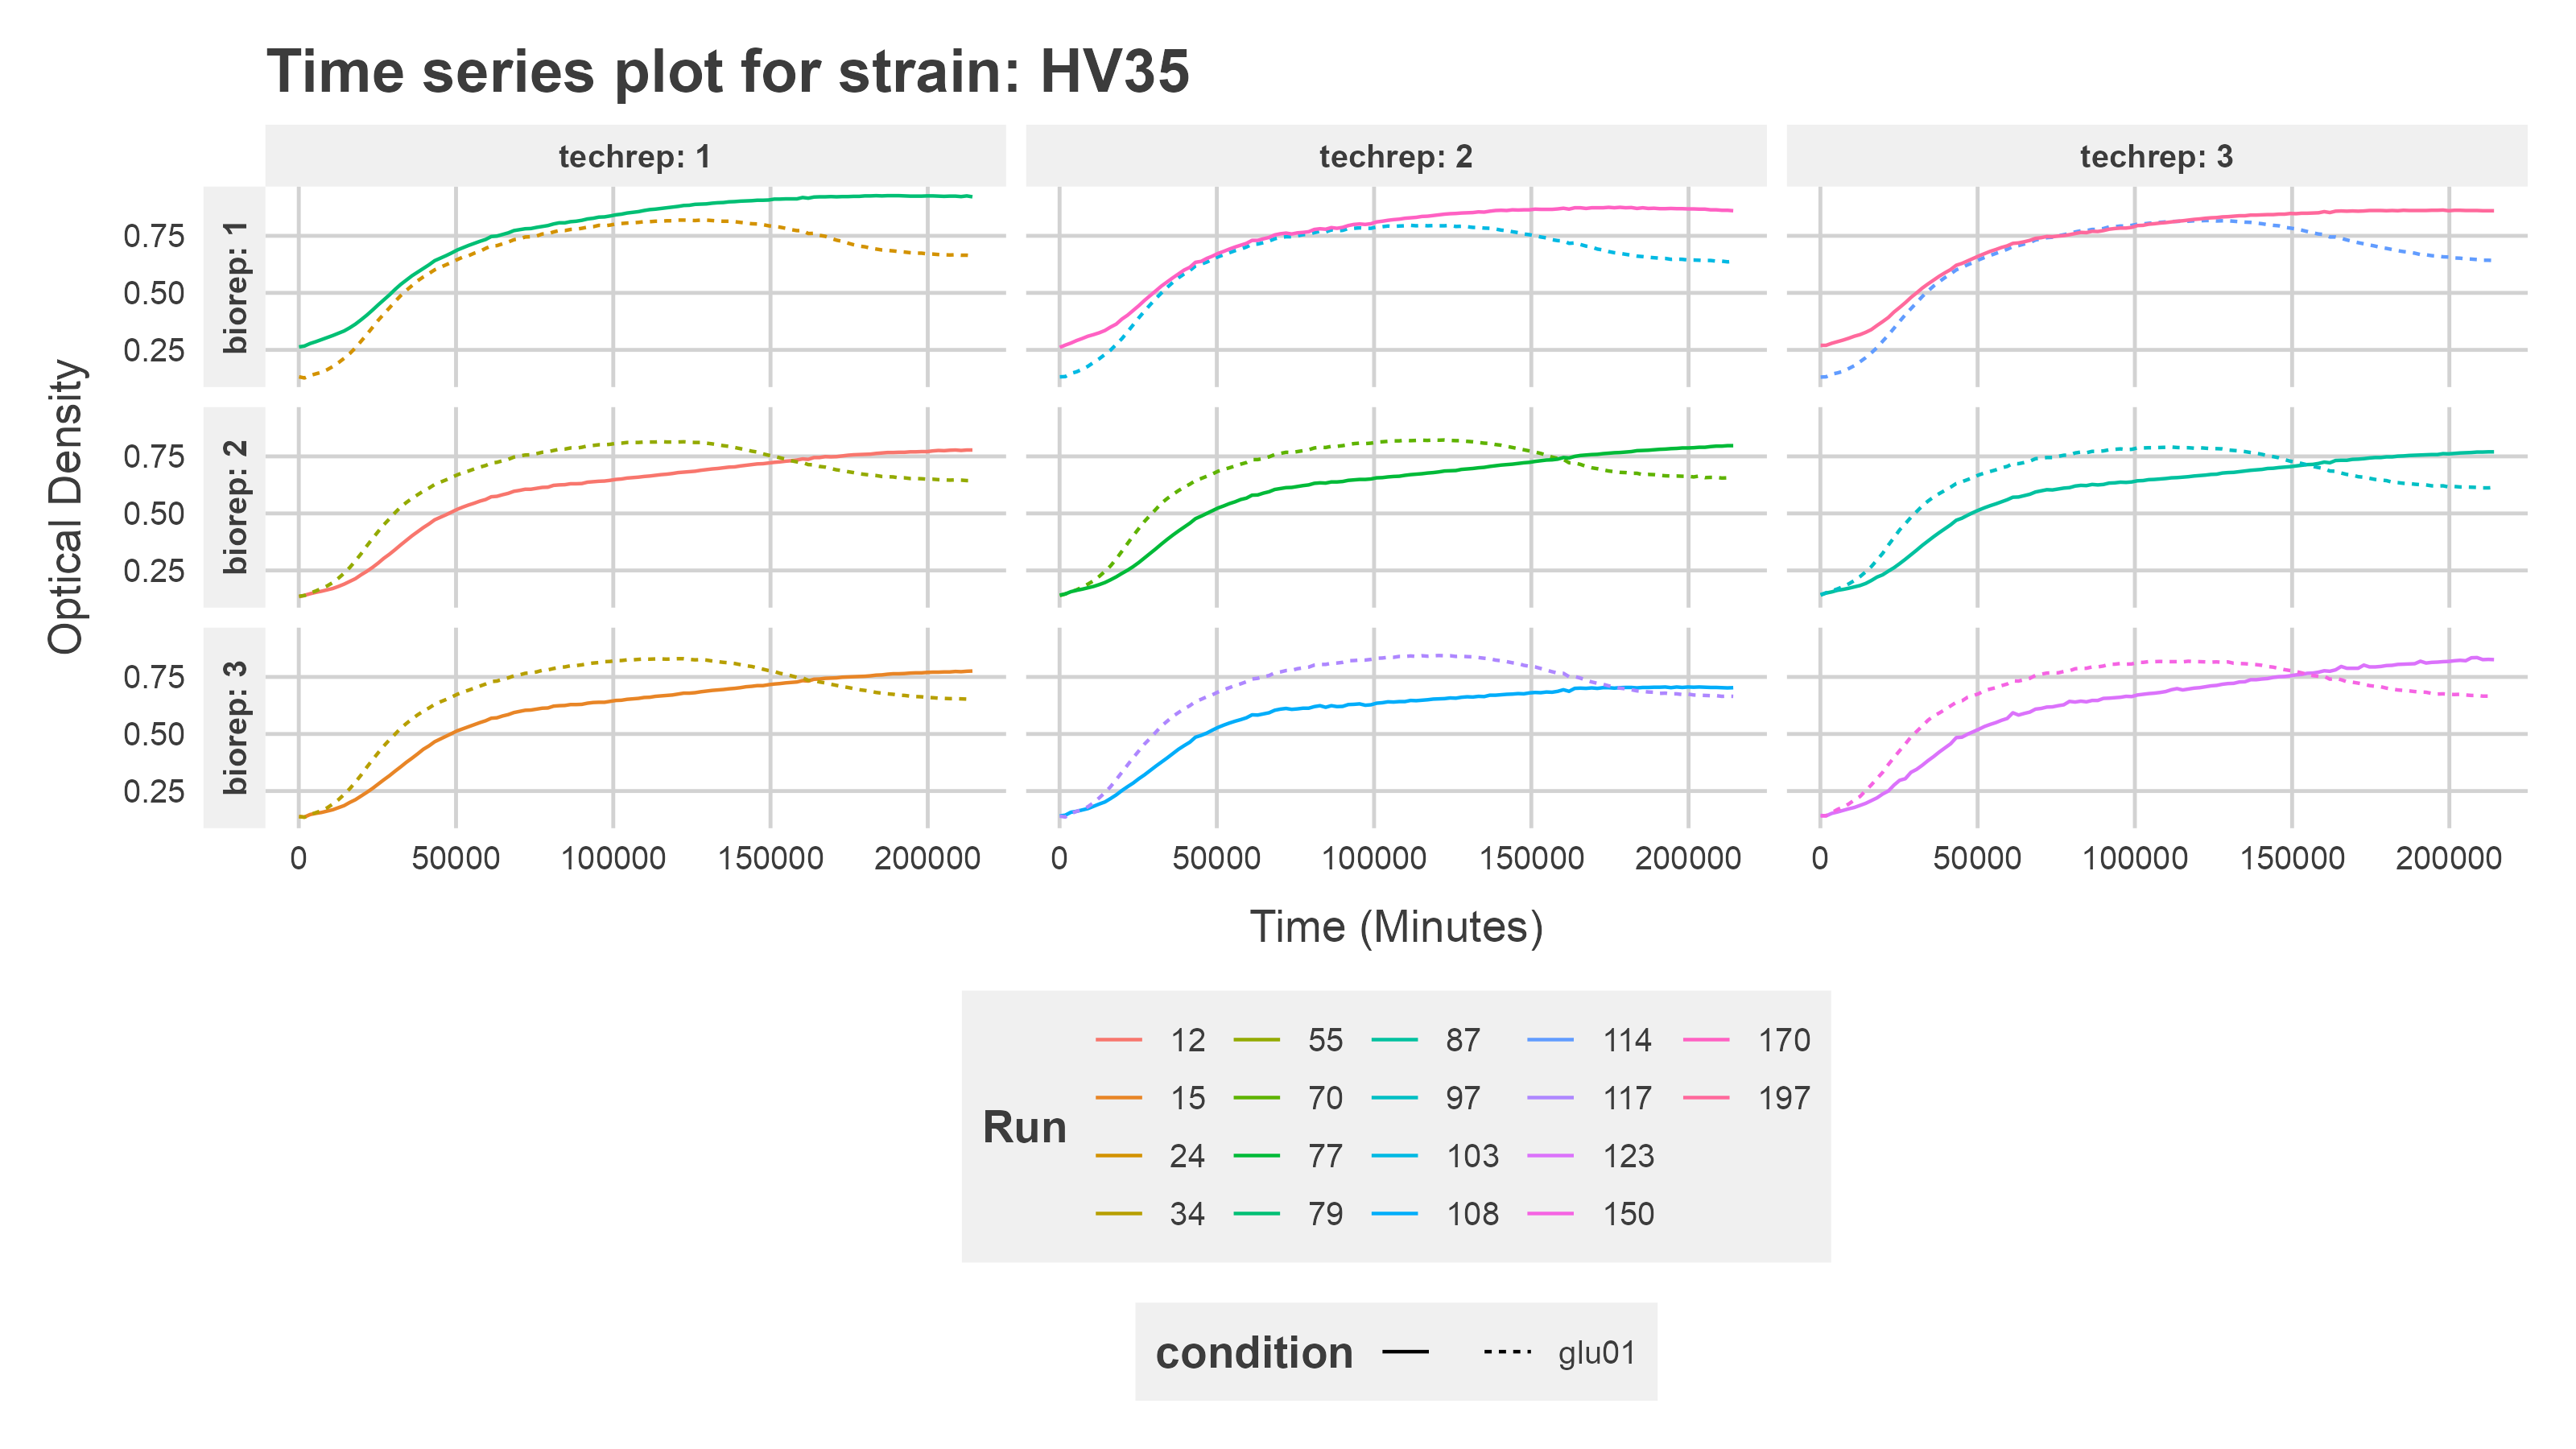 Time series plot for strain: HV35
techrep: 1 techrep: 2 techrep: 3
Optical Density
biorep: 1
0.75
0.50
0.25
biorep: 2
0.75
0.50
0.25
biorep: 3
0.75
0.50
0.25
0 50000 100000 150000 200000 0 50000 100000 150000 200000 0 50000 100000 150000 200000
Time (Minutes)
Run
12 55 87 114 170
15 70 97 117 197
24 77 103 123
34 79 108 150
condition glu01